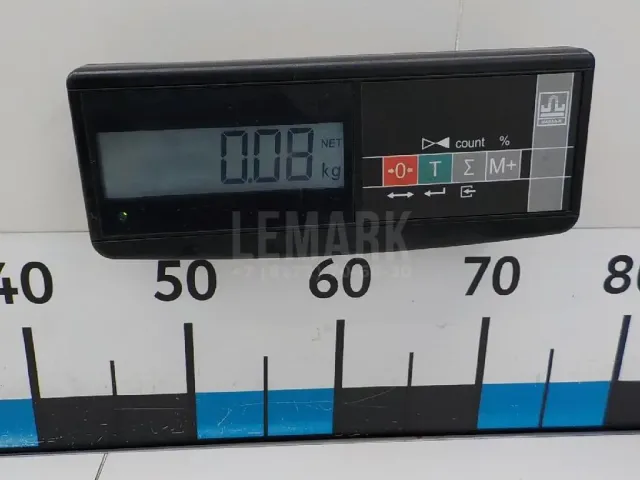 0.08 NET kg
count %
→0← T Σ M+
LEMARK
40 50 60 70 80